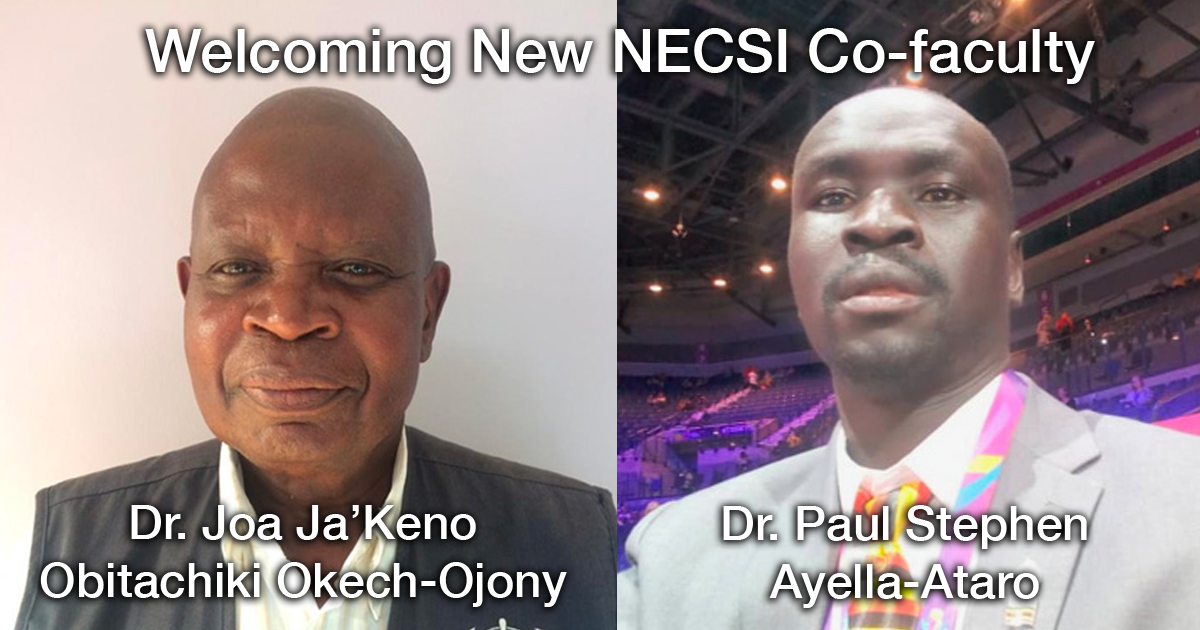 Welcoming New NECSI Co-faculty
Dr. Joa Ja’Keno
Obitachiki Okech-Ojony
Dr. Paul Stephen
Ayella-Ataro